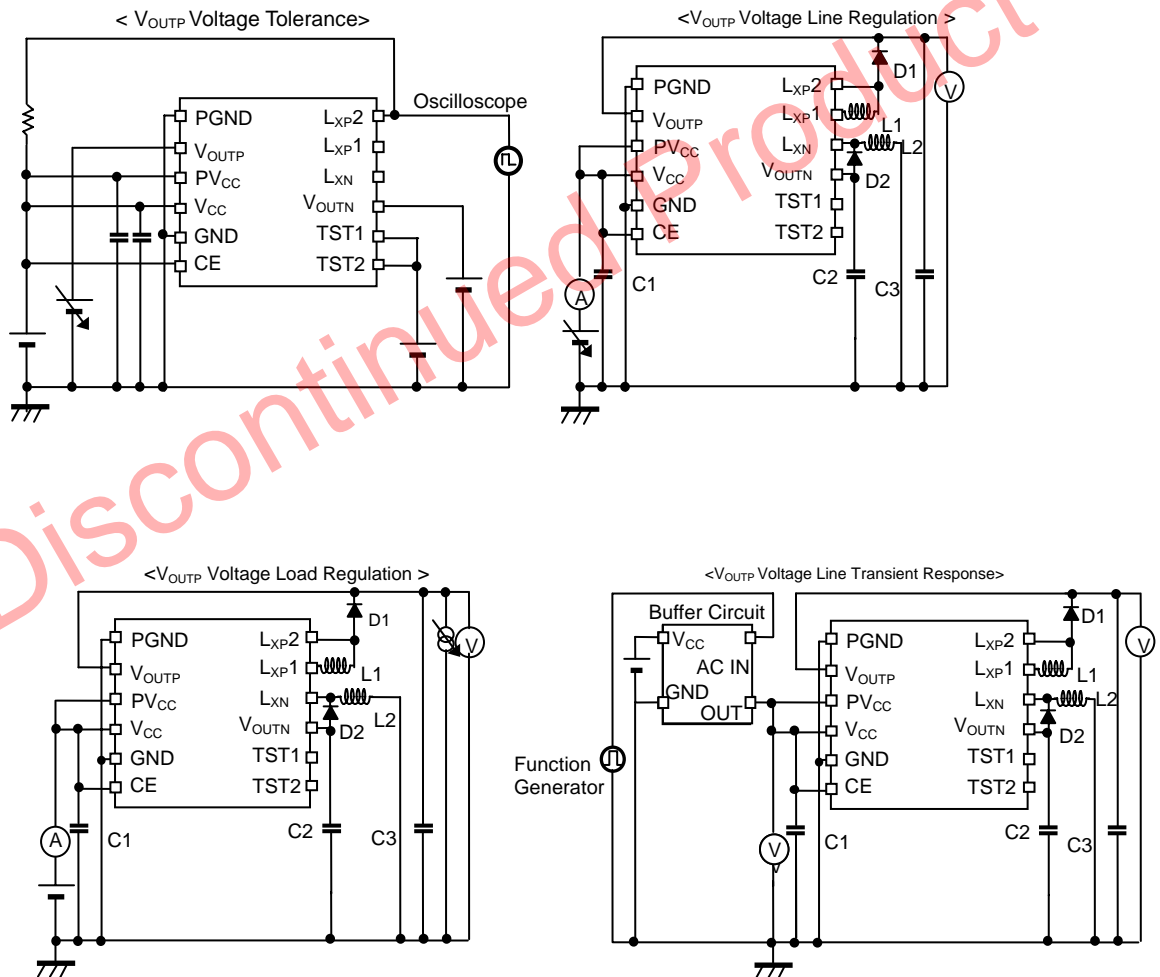 < VOUTP Voltage Tolerance>
PGND
VOUTP
PVCC
VCC
GND
CE
LXP2
LXP1
LXN
VOUTN
TST1
TST2
Oscilloscope
<VOUTP Voltage Line Regulation >
PGND
VOUTP
PVCC
VCC
GND
CE
LXP2
LXP1
LXN
VOUTN
TST1
TST2
D1
L1
L2
D2
V
A
C1
C2
C3
Discontinued Product
<VOUTP Voltage Load Regulation >
PGND
VOUTP
PVCC
VCC
GND
CE
LXP2
LXP1
LXN
VOUTN
TST1
TST2
D1
L1
L2
D2
V
A
C1
C2
C3
<VOUTP Voltage Line Transient Response>
Buffer Circuit
VCC
AC IN
GND
OUT
Function
Generator
PGND
VOUTP
PVCC
VCC
GND
CE
LXP2
LXP1
LXN
VOUTN
TST1
TST2
D1
L1
L2
D2
V
V
V
C1
C2
C3